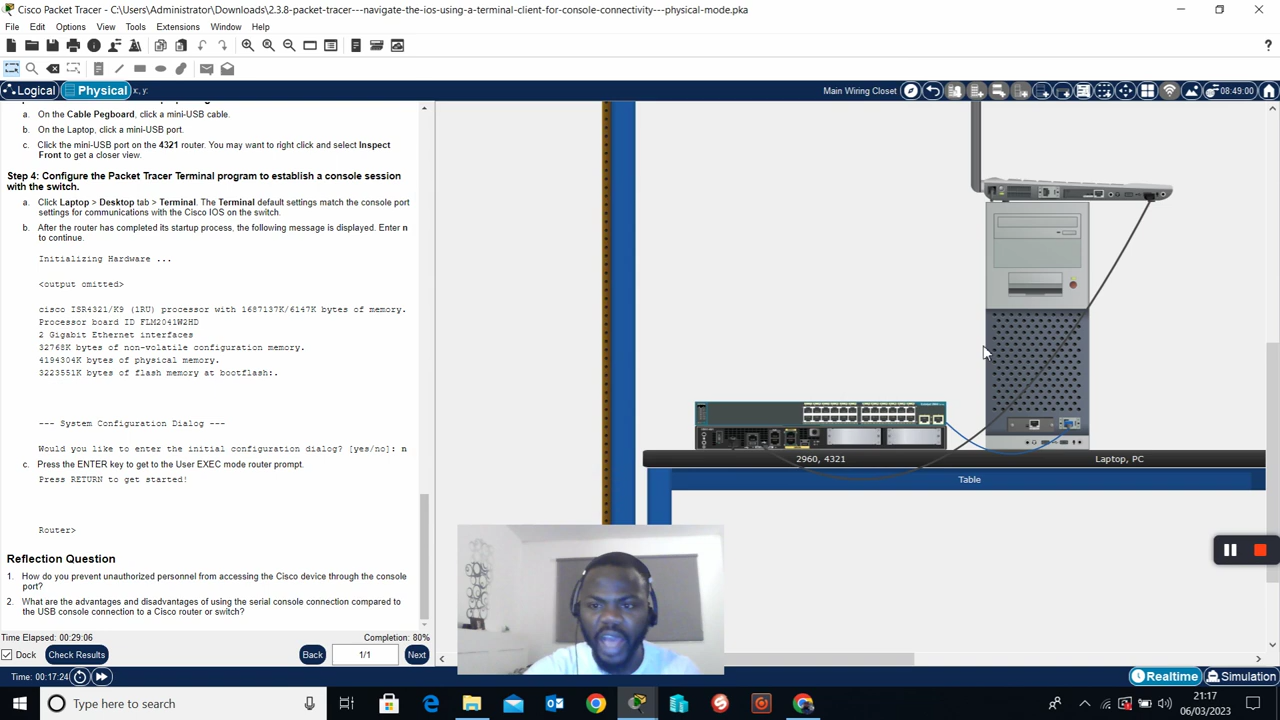 Cisco Packet Tracer - C:\Users\Administrator\Downloads\2.3.8-packet-tracer---navigate-the-ios-using-a-terminal-client-for-console-connectivity---physical-mode.pka
File Edit Options View Tools Extensions Window Help
Logical Physical x, y: Main Wiring Closet 08:49:00
a. On the Cable Pegboard, click a mini-USB cable.
b. On the Laptop, click a mini-USB port.
c. Click the mini-USB port on the 4321 router. You may want to right click and select Inspect
Front to get a closer view.
Step 4: Configure the Packet Tracer Terminal program to establish a console session
with the switch.
a. Click Laptop > Desktop tab > Terminal. The Terminal default settings match the console port
settings for communications with the Cisco IOS on the switch.
b. After the router has completed its startup process, the following message is displayed. Enter n
to continue.
Initializing Hardware ...
<output omitted>
cisco ISR4321/K9 (1RU) processor with 1687137K/6147K bytes of memory.
Processor board ID FLM2041W2HD
2 Gigabit Ethernet interfaces
32768K bytes of non-volatile configuration memory.
4194304K bytes of physical memory.
3223551K bytes of flash memory at bootflash:.
--- System Configuration Dialog ---
Would you like to enter the initial configuration dialog? [yes/no]: n
c. Press the ENTER key to get to the User EXEC mode router prompt.
Press RETURN to get started!
Router>
Reflection Question
1. How do you prevent unauthorized personnel from accessing the Cisco device through the console
port?
2. What are the advantages and disadvantages of using the serial console connection compared to
the USB console connection to a Cisco router or switch?
Time Elapsed: 00:29:06 Completion: 80%
Dock Check Results Back 1/1 Next
2960, 4321 Laptop, PC
Table
Time: 00:17:24 Realtime Simulation
Type here to search
21:17
06/03/2023